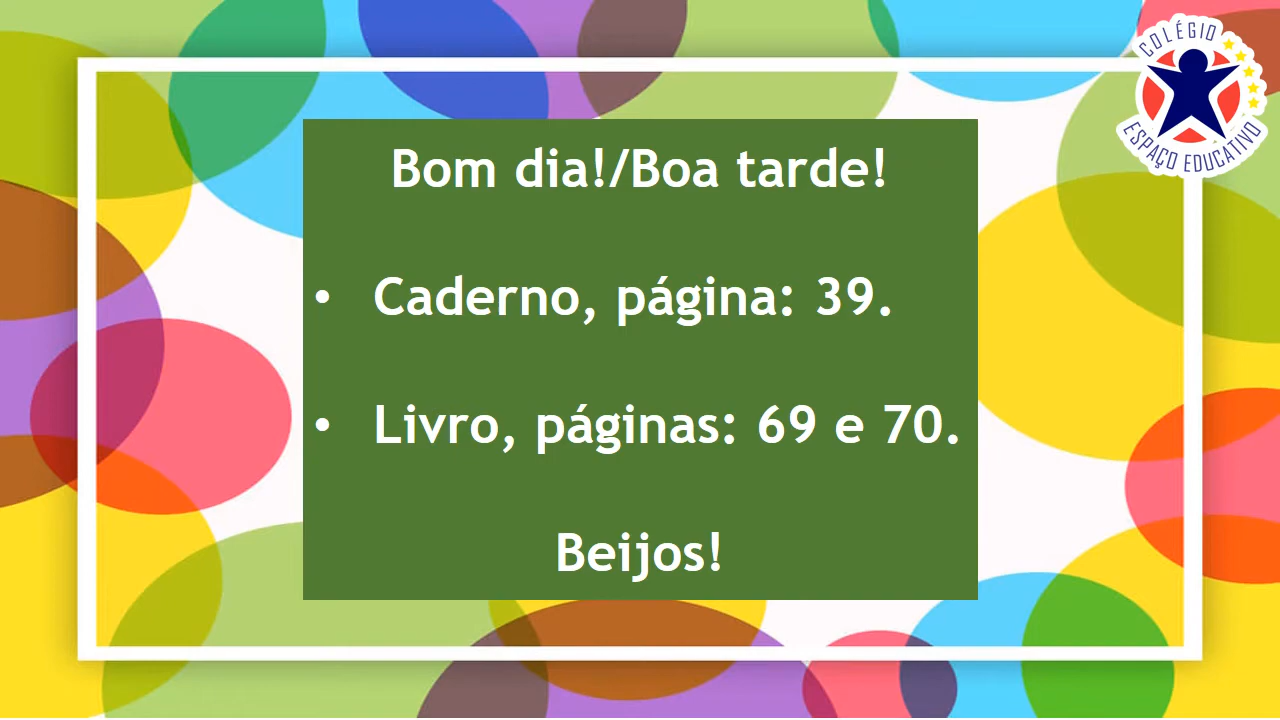 COLÉGIO
ESPAÇO EDUCATIVO
Bom dia!/Boa tarde!
• Caderno, página: 39.
• Livro, páginas: 69 e 70.
Beijos!